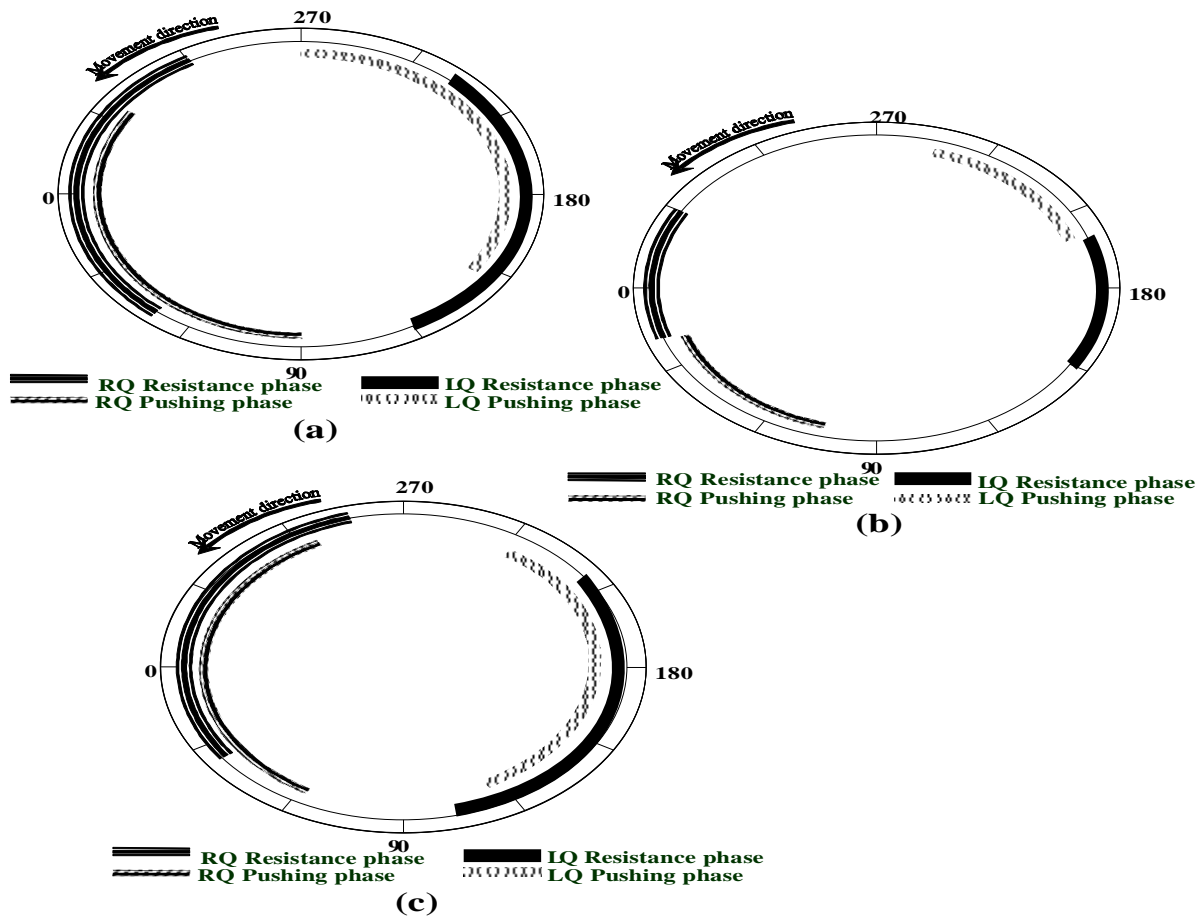 270
Movement direction
0
180
90
RQ Resistance phase
LQ Resistance phase
RQ Pushing phase
LQ Pushing phase
(a)
270
Movement direction
0
180
90
RQ Resistance phase
LQ Resistance phase
RQ Pushing phase
LQ Pushing phase
(b)
270
Movement direction
0
180
90
RQ Resistance phase
LQ Resistance phase
RQ Pushing phase
LQ Pushing phase
(c)